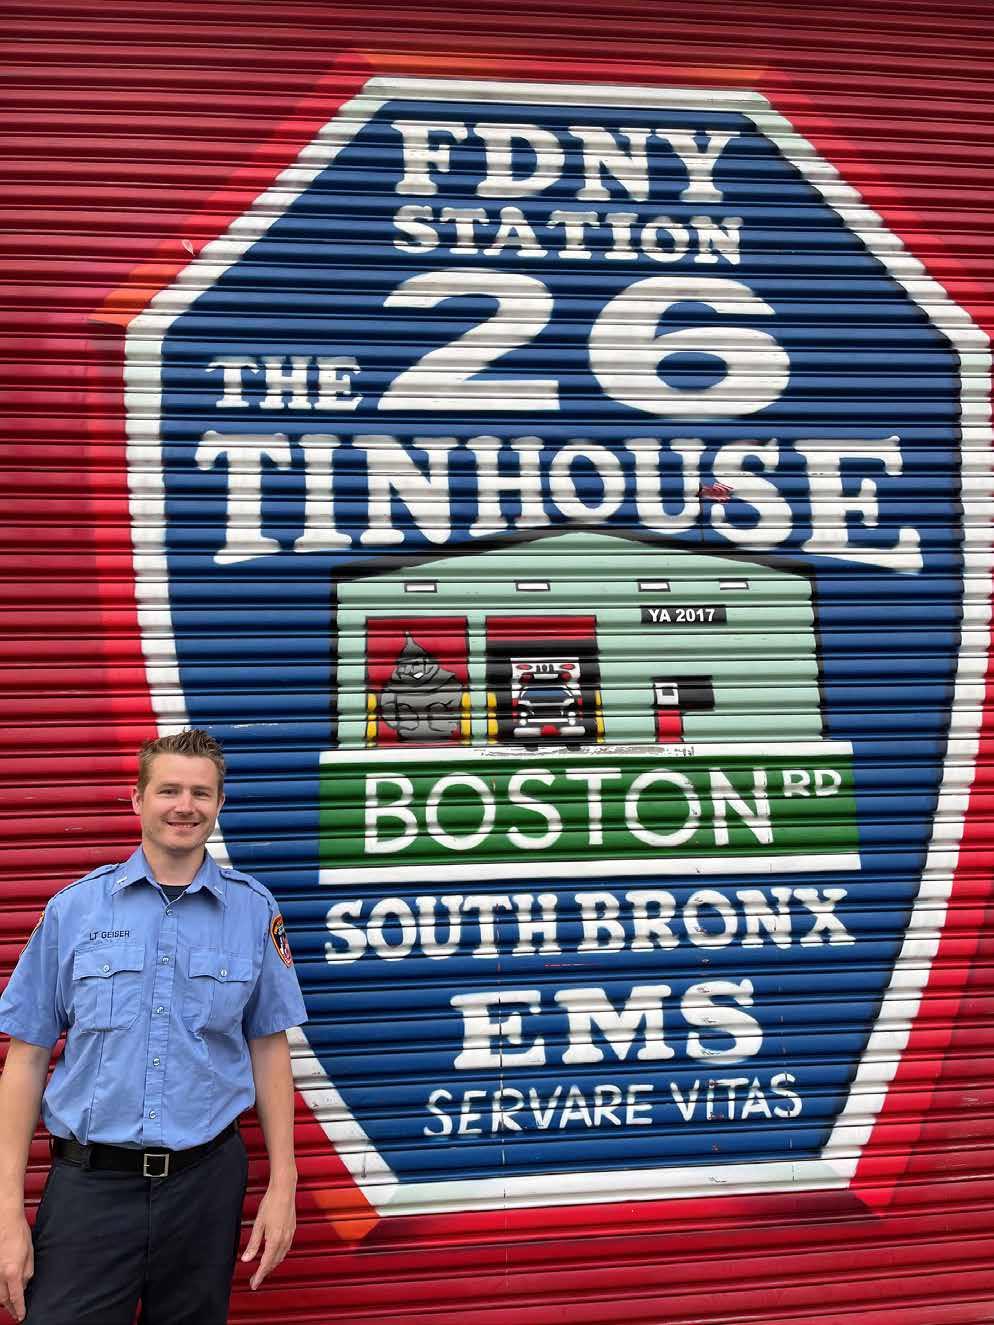 FDNY
STATION
26
THE
TINHOUSE
YA 2017
BOSTON RD
SOUTH BRONX
EMS
SERVARE VITAS
LT GEISER